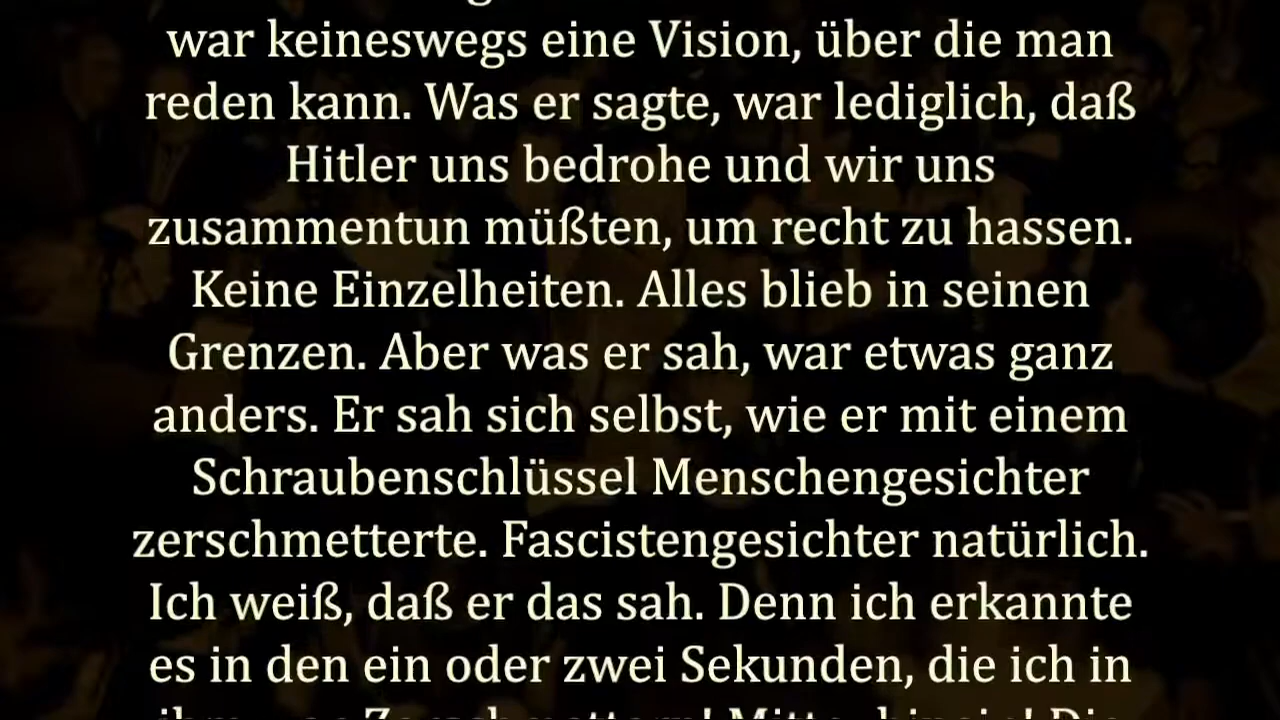 war keineswegs eine Vision, über die man
reden kann. Was er sagte, war lediglich, daß
Hitler uns bedrohe und wir uns
zusammentun müßten, um recht zu hassen.
Keine Einzelheiten. Alles blieb in seinen
Grenzen. Aber was er sah, war etwas ganz
anders. Er sah sich selbst, wie er mit einem
Schraubenschlüssel Menschengesichter
zerschmetterte. Fascistengesichter natürlich.
Ich weiß, daß er das sah. Denn ich erkannte
es in den ein oder zwei Sekunden, die ich in